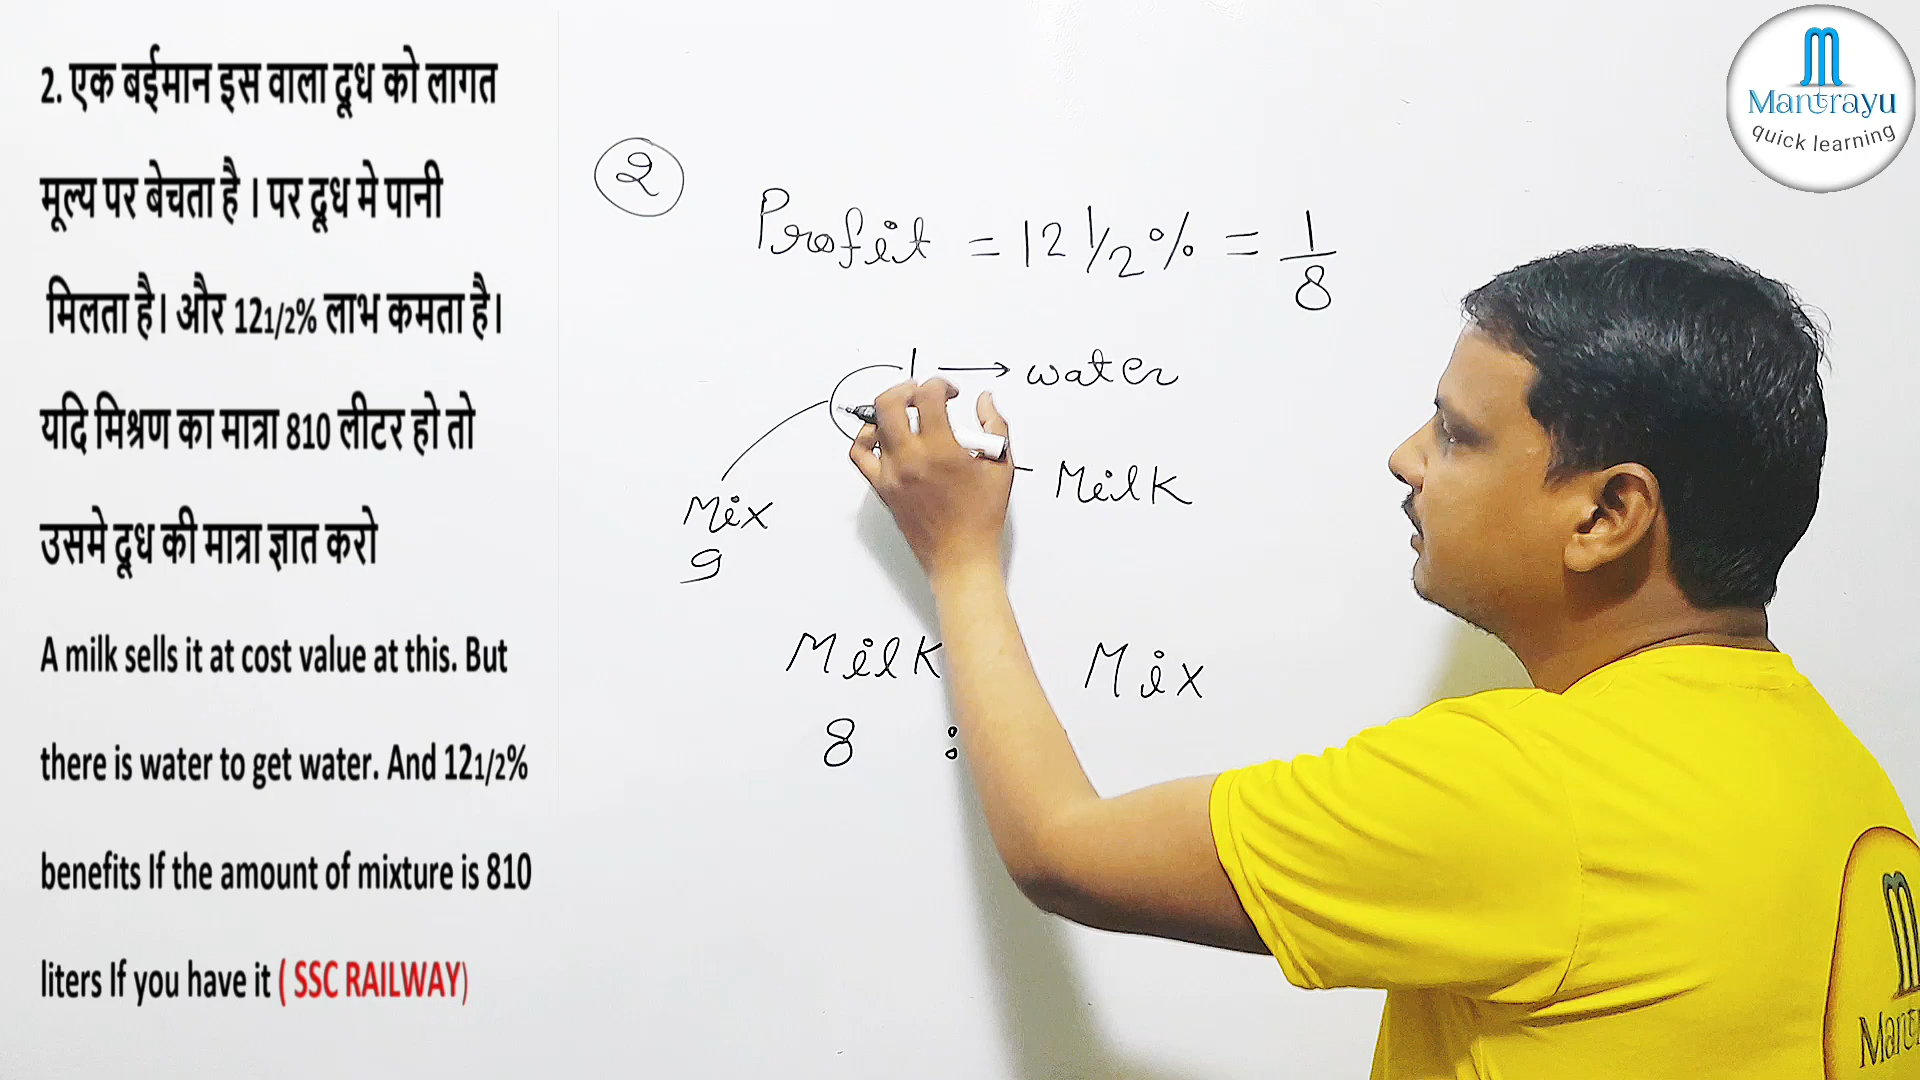 2. एक बईमान इस वाला दूध को लागत
मूल्य पर बेचता है । पर दूध मे पानी
मिलता है। और 121/2% लाभ कमता है।
यदि मिश्रण का मात्रा 810 लीटर हो तो
उसमे दूध की मात्रा ज्ञात करो
A milk sells it at cost value at this. But
there is water to get water. And 121/2%
benefits If the amount of mixture is 810
liters If you have it ( SSC RAILWAY)
2
Profit = 12 1/2 % = 1/8
1 → water
Milk
Mix
9
Milk Mix
8 :
m
Mantrayu
quick learning
m